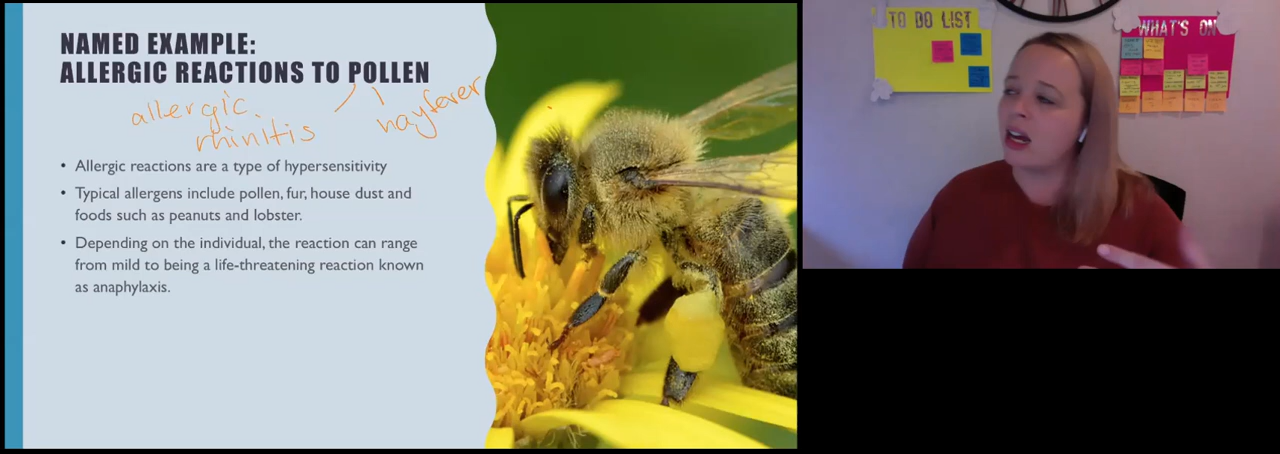 NAMED EXAMPLE:
ALLERGIC REACTIONS TO POLLEN
allergic
rhinitis
hayfever
• Allergic reactions are a type of hypersensitivity
• Typical allergens include pollen, fur, house dust and
foods such as peanuts and lobster.
• Depending on the individual, the reaction can range
from mild to being a life-threatening reaction known
as anaphylaxis.
TO DO LIST
WHAT'S ON